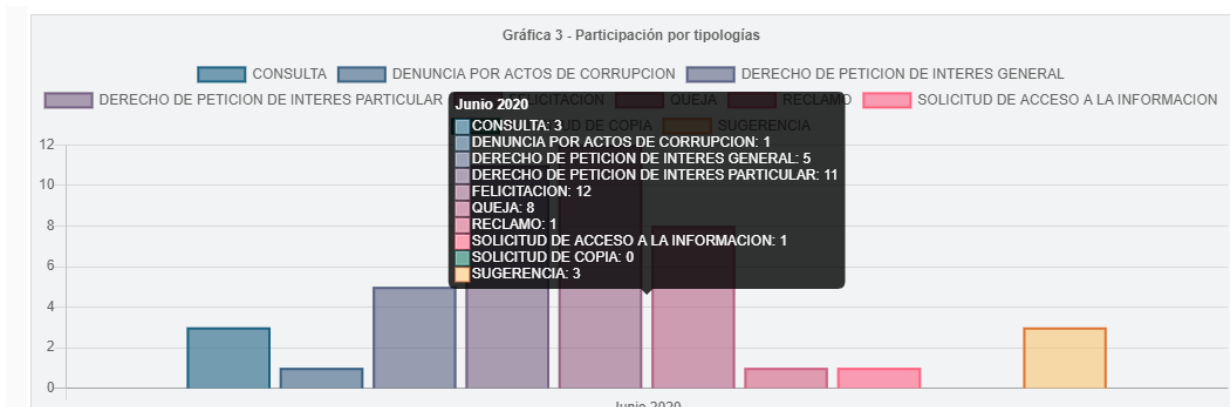 Gráfica 3 - Participación por tipologías
CONSULTA DENUNCIA POR ACTOS DE CORRUPCION DERECHO DE PETICION DE INTERES GENERAL
DERECHO DE PETICION DE INTERES PARTICULAR FELICITACION QUEJA RECLAMO SOLICITUD DE ACCESO A LA INFORMACION
UD DE COPIA SUGERENCIA
Junio 2020
CONSULTA: 3
DENUNCIA POR ACTOS DE CORRUPCION: 1
DERECHO DE PETICION DE INTERES GENERAL: 5
DERECHO DE PETICION DE INTERES PARTICULAR: 11
FELICITACION: 12
QUEJA: 8
RECLAMO: 1
SOLICITUD DE ACCESO A LA INFORMACION: 1
SOLICITUD DE COPIA: 0
SUGERENCIA: 3
12
10
8
6
4
2
0
Junio 2020